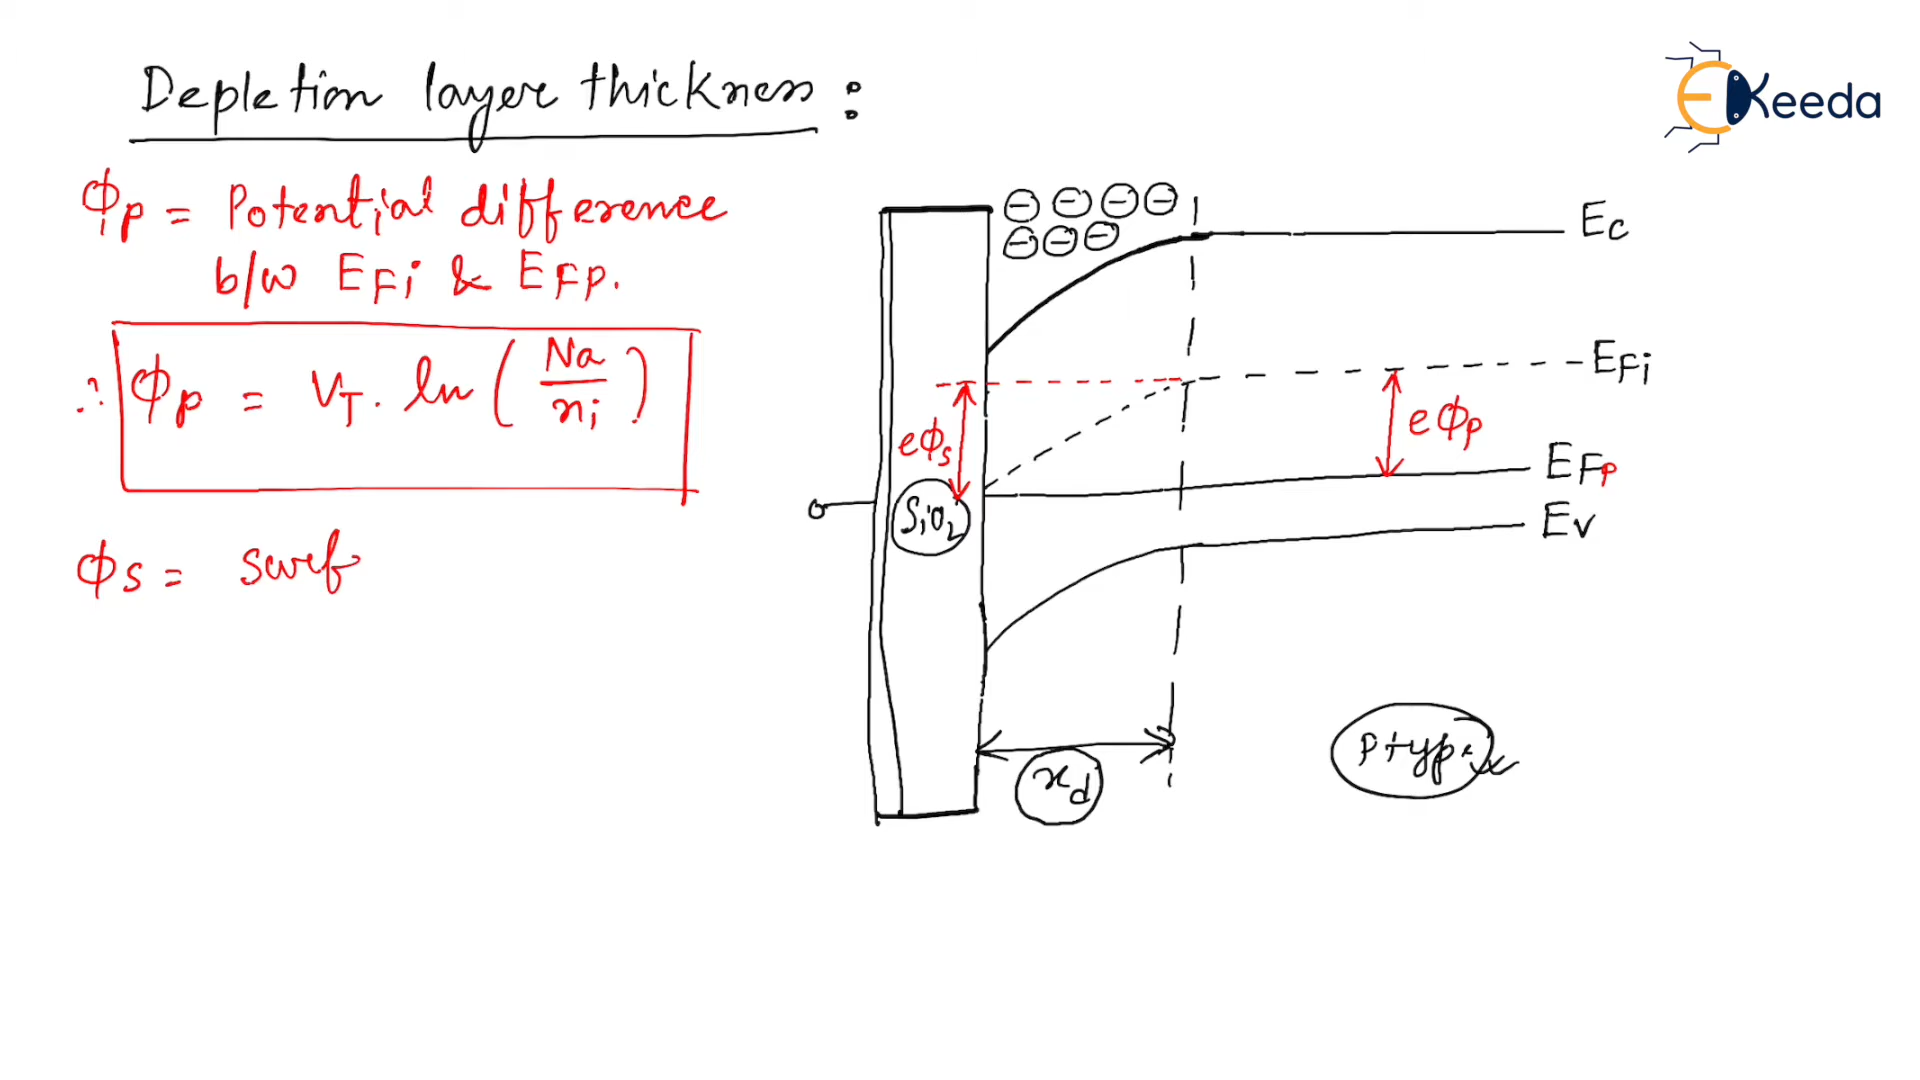 Depletion layer thickness :
EKeeda
ϕp = Potential difference
b/w EFi & EFp.
∴ ϕp = VT . ln ( Na / ni )
ϕs = surf
Ec
EFi
eϕp
eϕs
EFp
SiO2
Ev
xd
P type